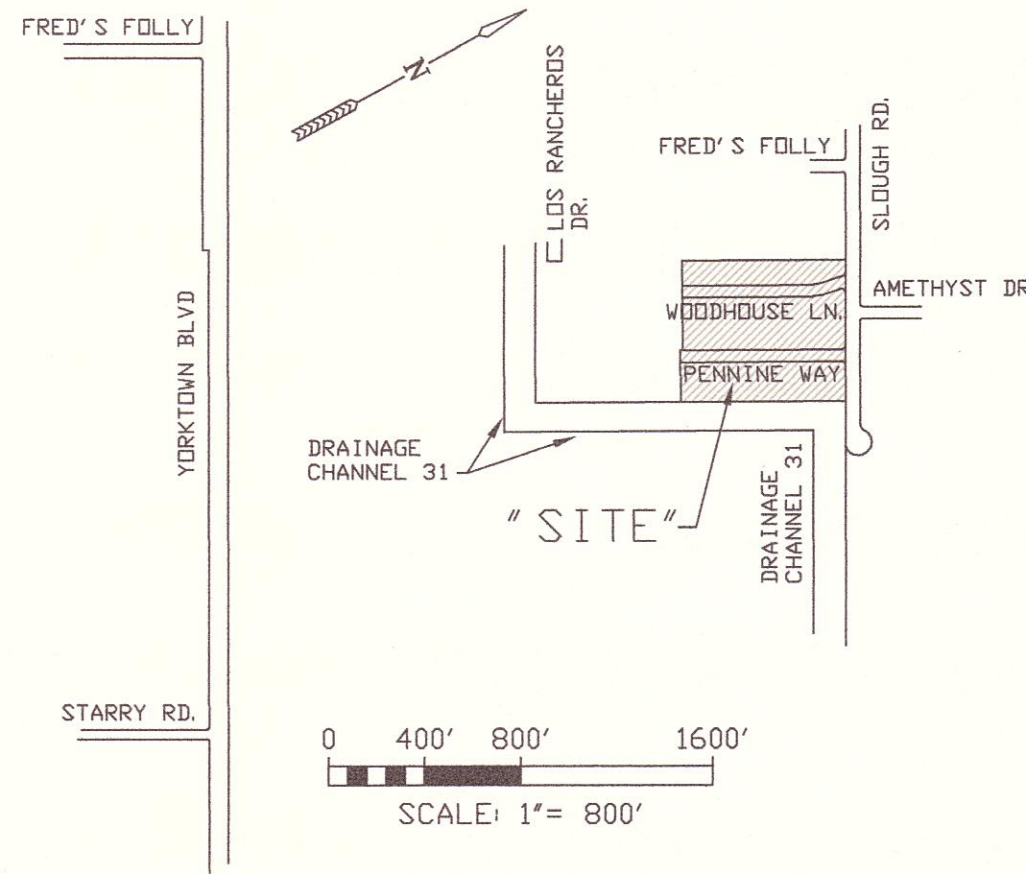 FRED'S FOLLY
N
LOS RANCHEROS
DR.
FRED'S FOLLY
SLOUGH RD.
AMETHYST DR
WOODHOUSE LN.
PENNINE WAY
YORKTOWN BLVD
DRAINAGE
CHANNEL 31
"SITE"
DRAINAGE
CHANNEL 31
STARRY RD.
0 400' 800' 1600'
SCALE: 1"= 800'